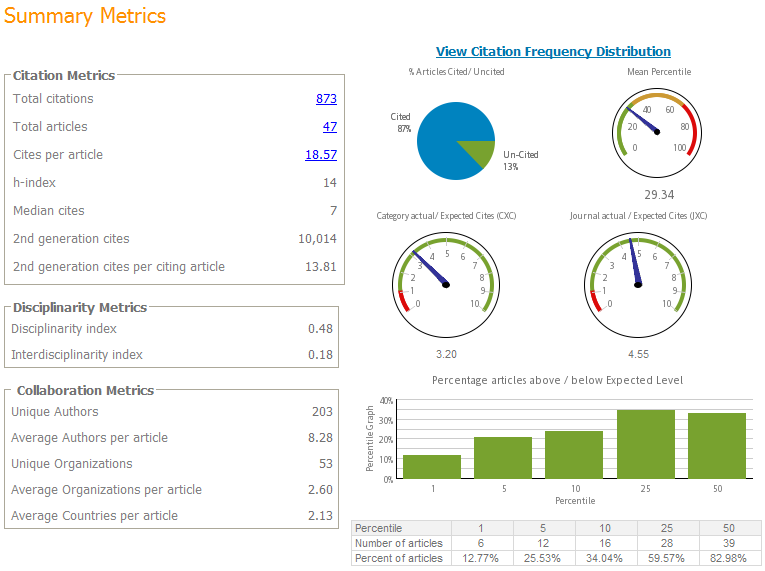 Summary Metrics
Citation Metrics
Total citations 873
Total articles 47
Cites per article 18.57
h-index 14
Median cites 7
2nd generation cites 10,014
2nd generation cites per citing article 13.81
Disciplinarity Metrics
Disciplinarity index 0.48
Interdisciplinarity index 0.18
Collaboration Metrics
Unique Authors 203
Average Authors per article 8.28
Unique Organizations 53
Average Organizations per article 2.60
Average Countries per article 2.13
View Citation Frequency Distribution
% Articles Cited/ Uncited
Cited
87%
Un-Cited
13%
Mean Percentile
0 20 40 60 80 100
29.34
Category actual/ Expected Cites (CXC)
0 1 2 3 4 5 6 7 8 9 10
3.20
Journal actual / Expected Cites (JXC)
0 1 2 3 4 5 6 7 8 9 10
4.55
Percentage articles above / below Expected Level
Percentile Graph
40%
30%
20%
10%
0%
1 5 10 25 50
Percentile
Percentile 1 5 10 25 50
Number of articles 6 12 16 28 39
Percent of articles 12.77% 25.53% 34.04% 59.57% 82.98%